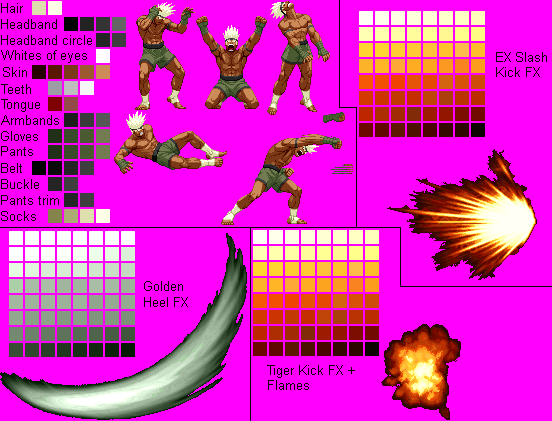 Hair
Headband
Headband circle
Whites of eyes
Skin
Teeth
Tongue
Armbands
Gloves
Pants
Belt
Buckle
Pants trim
Socks
EX Slash
Kick FX
Golden
Heel FX
Tiger Kick FX +
Flames